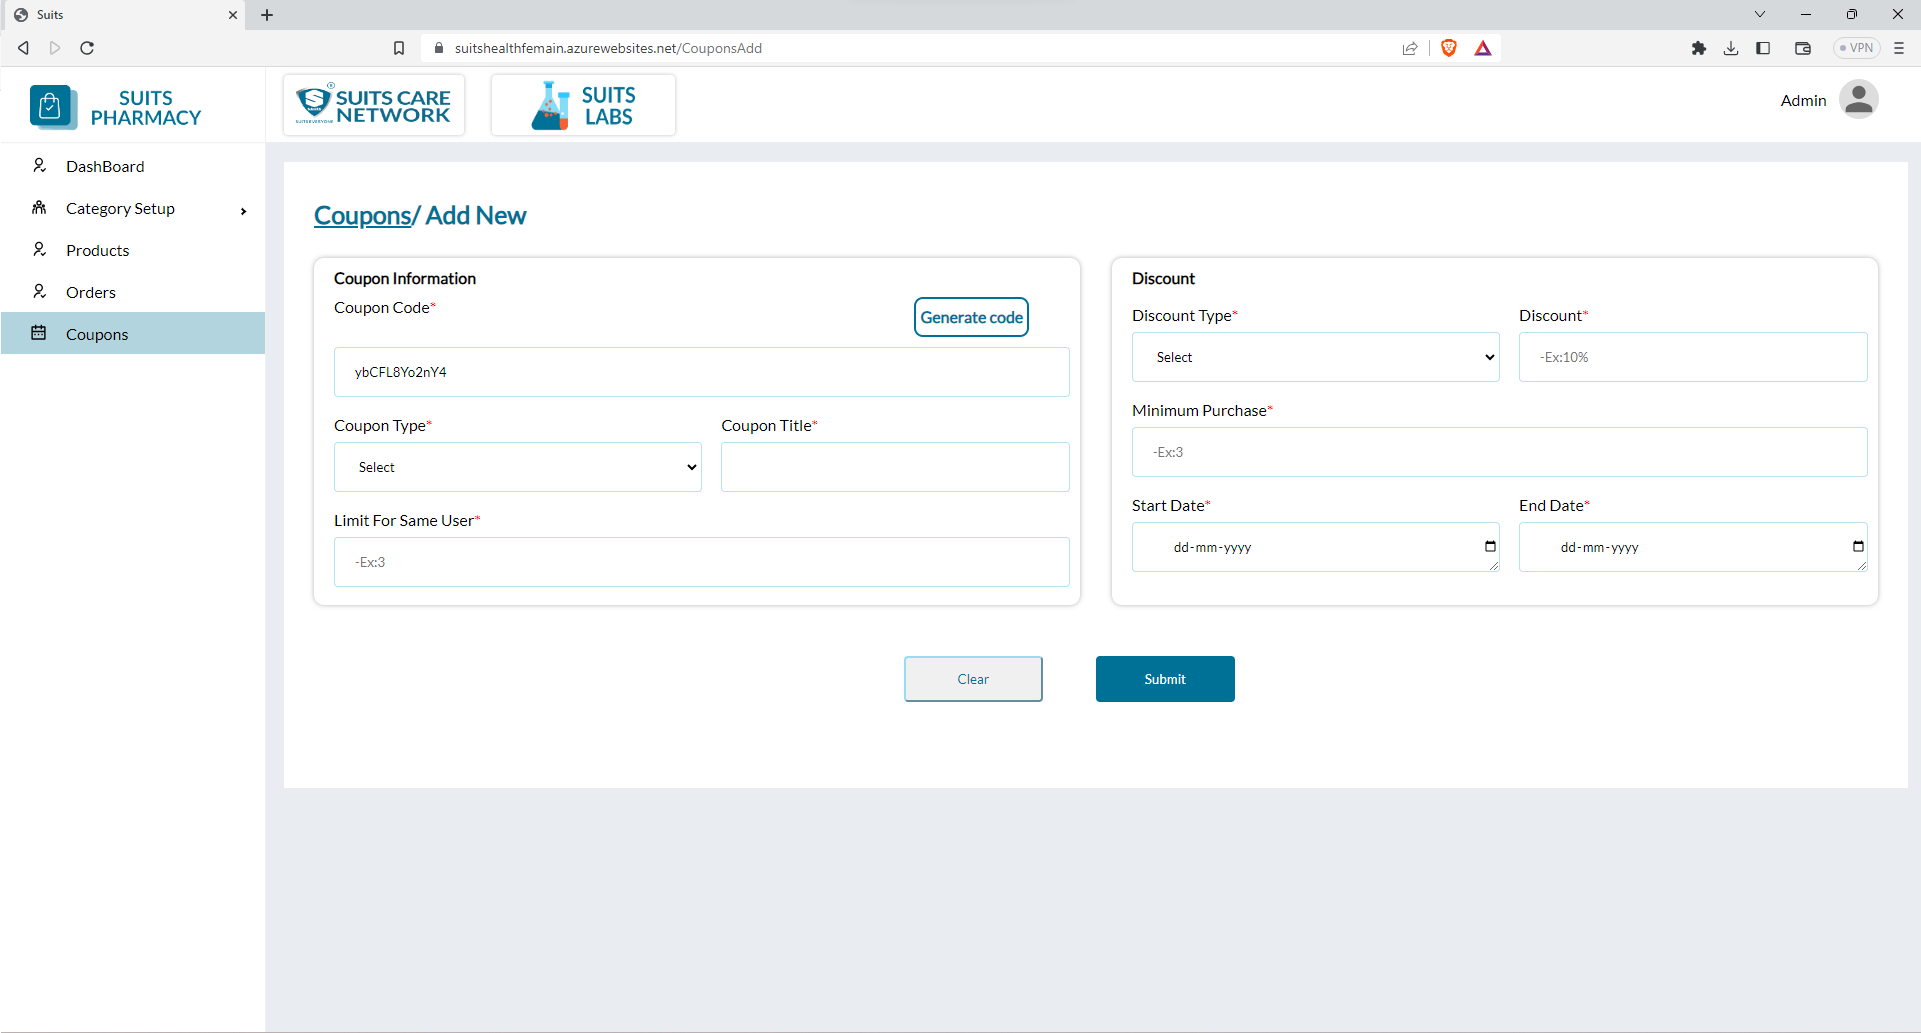 Suits
suitshealthfemain.azurewebsites.net/CouponsAdd
VPN
SUITS
PHARMACY
SUITS CARE
NETWORK
SUITS
LABS
Admin
DashBoard
Category Setup
Products
Orders
Coupons
Coupons/ Add New
Coupon Information
Coupon Code*
Generate code
ybCFL8Yo2nY4
Coupon Type*
Coupon Title*
Select
Limit For Same User*
-Ex:3
Discount
Discount Type*
Discount*
Select
-Ex:10%
Minimum Purchase*
-Ex:3
Start Date*
End Date*
dd-mm-yyyy
dd-mm-yyyy
Clear
Submit